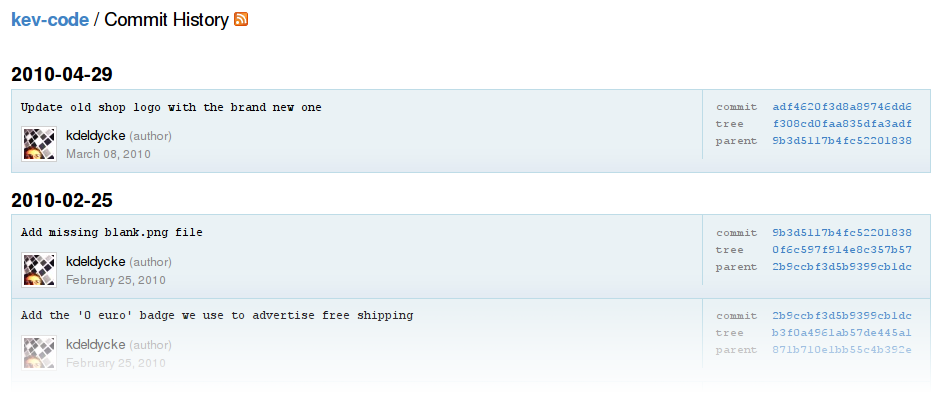 kev-code / Commit History
2010-04-29
Update old shop logo with the brand new one
kdeldycke (author)
March 08, 2010
commit adf4620f3d8a89746dd6
tree f308cd0faa835dfa3adf
parent 9b3d5117b4fc52201838
2010-02-25
Add missing blank.png file
kdeldycke (author)
February 25, 2010
commit 9b3d5117b4fc52201838
tree 0f6c597f914e8c357b57
parent 2b9ccbf3d5b9399cb1dc
Add the '0 euro' badge we use to advertise free shipping
kdeldycke (author)
February 25, 2010
commit 2b9ccbf3d5b9399cb1dc
tree b3f0a4961ab57de445a1
parent 871b710e1bb55c4b392e